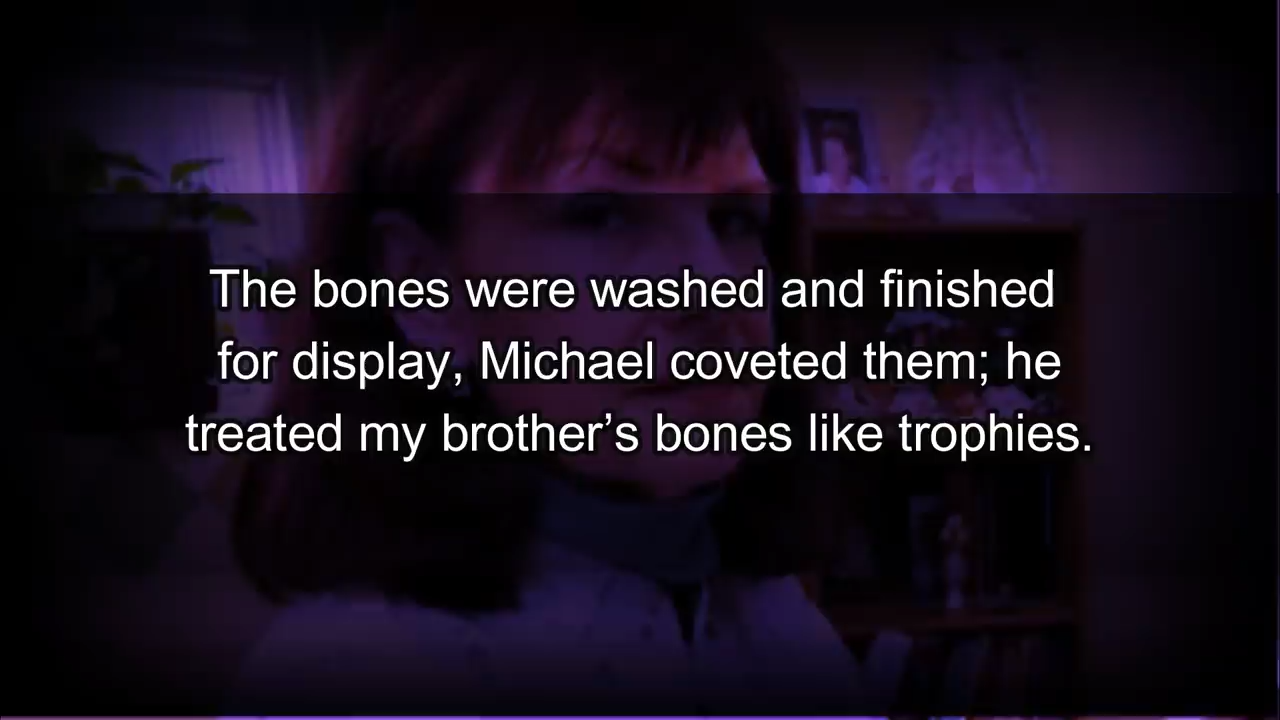 The bones were washed and finished
for display, Michael coveted them; he
treated my brother’s bones like trophies.